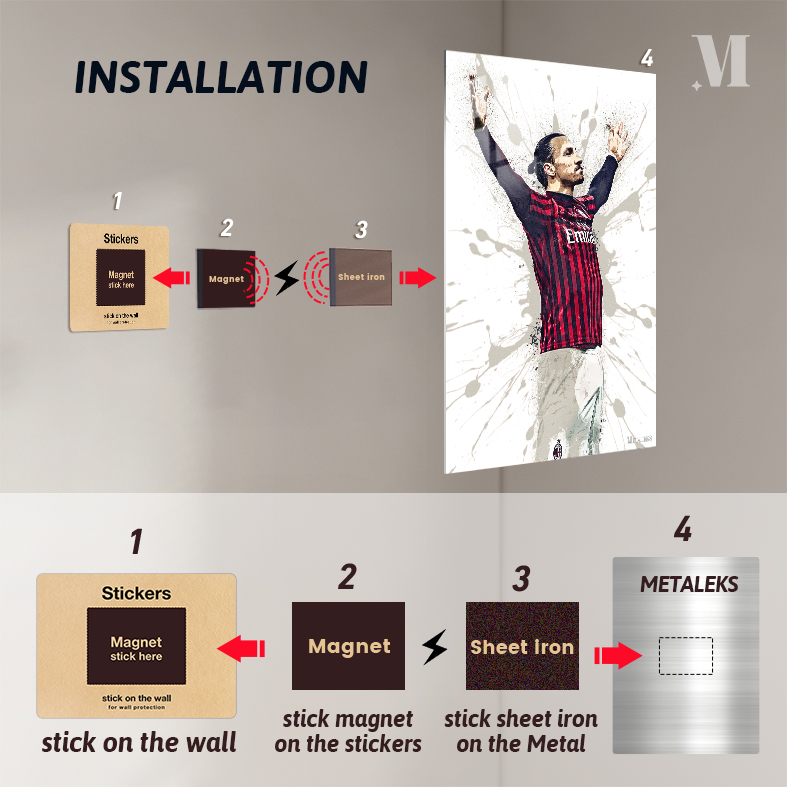 INSTALLATION
M
4
1
2
3
Stickers
Magnet
stick here
stick on the wall
for wall protection
Magnet
Sheet iron
Emira
1
2
3
4
Stickers
Magnet
stick here
stick on the wall
for wall protection
Magnet
Sheet iron
METALEKS
stick on the wall
stick magnet
on the stickers
stick sheet iron
on the Metal